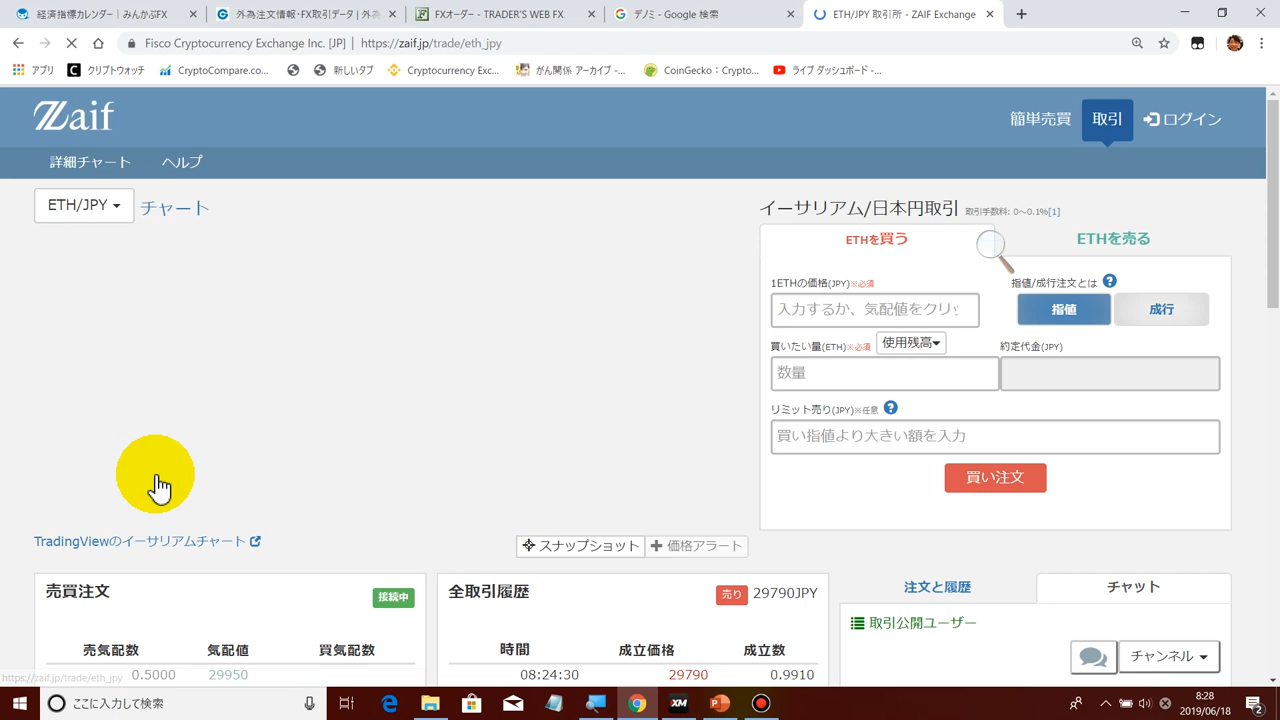 経済指標カレンダー | みんかぶFX
外為注文情報・FX取引データ | 外為
FXオーダー - TRADER'S WEB FX
デノミ - Google 検索
ETH/JPY 取引所 - ZAIF Exchange
Fisco Cryptocurrency Exchange Inc. [JP] | https://zaif.jp/trade/eth_jpy
アプリ
クリプトウォッチ
CryptoCompare.co...
新しいタブ
Cryptocurrency Exc...
がん関係 アーカイブ - ...
CoinGecko：Crypto...
ライブ ダッシュボード - ...
Zaif
簡単売買
取引
ログイン
詳細チャート
ヘルプ
ETH/JPY
チャート
イーサリアム/日本円取引 取引手数料: 0～0.1%[1]
ETHを買う
ETHを売る
1ETHの価格(JPY)※必須
指値/成行注文とは
入力するか、気配値をクリッ
指値
成行
買いたい量(ETH)※必須
使用残高
約定代金(JPY)
数量
リミット売り(JPY)※任意
買い指値より大きい額を入力
買い注文
TradingViewのイーサリアムチャート
スナップショット
価格アラート
売買注文
接続中
売気配数 気配値 買気配数
0.5000 29950
全取引履歴
売り 29790JPY
時間 成立価格 成立数
08:24:30 29790 0.9910
注文と履歴
チャット
取引公開ユーザー
チャンネル
https://zaif.jp/trade/eth_jpy
ここに入力して検索
XM
8:28
2019/06/18
2